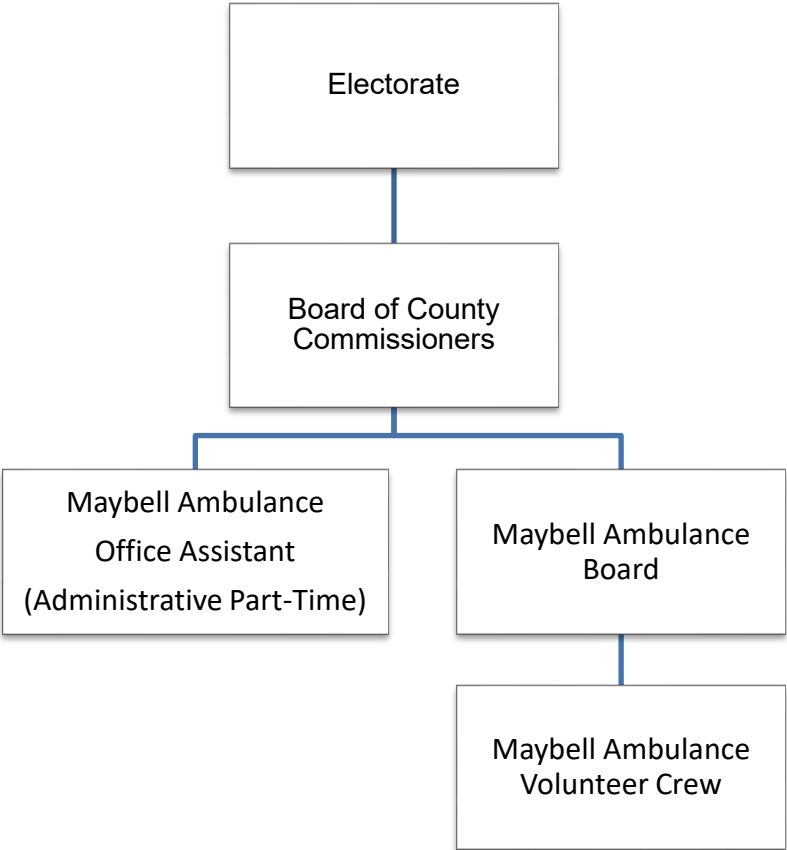 Electorate
Board of County
Commissioners
Maybell Ambulance
Office Assistant
(Administrative Part-Time)
Maybell Ambulance
Board
Maybell Ambulance
Volunteer Crew